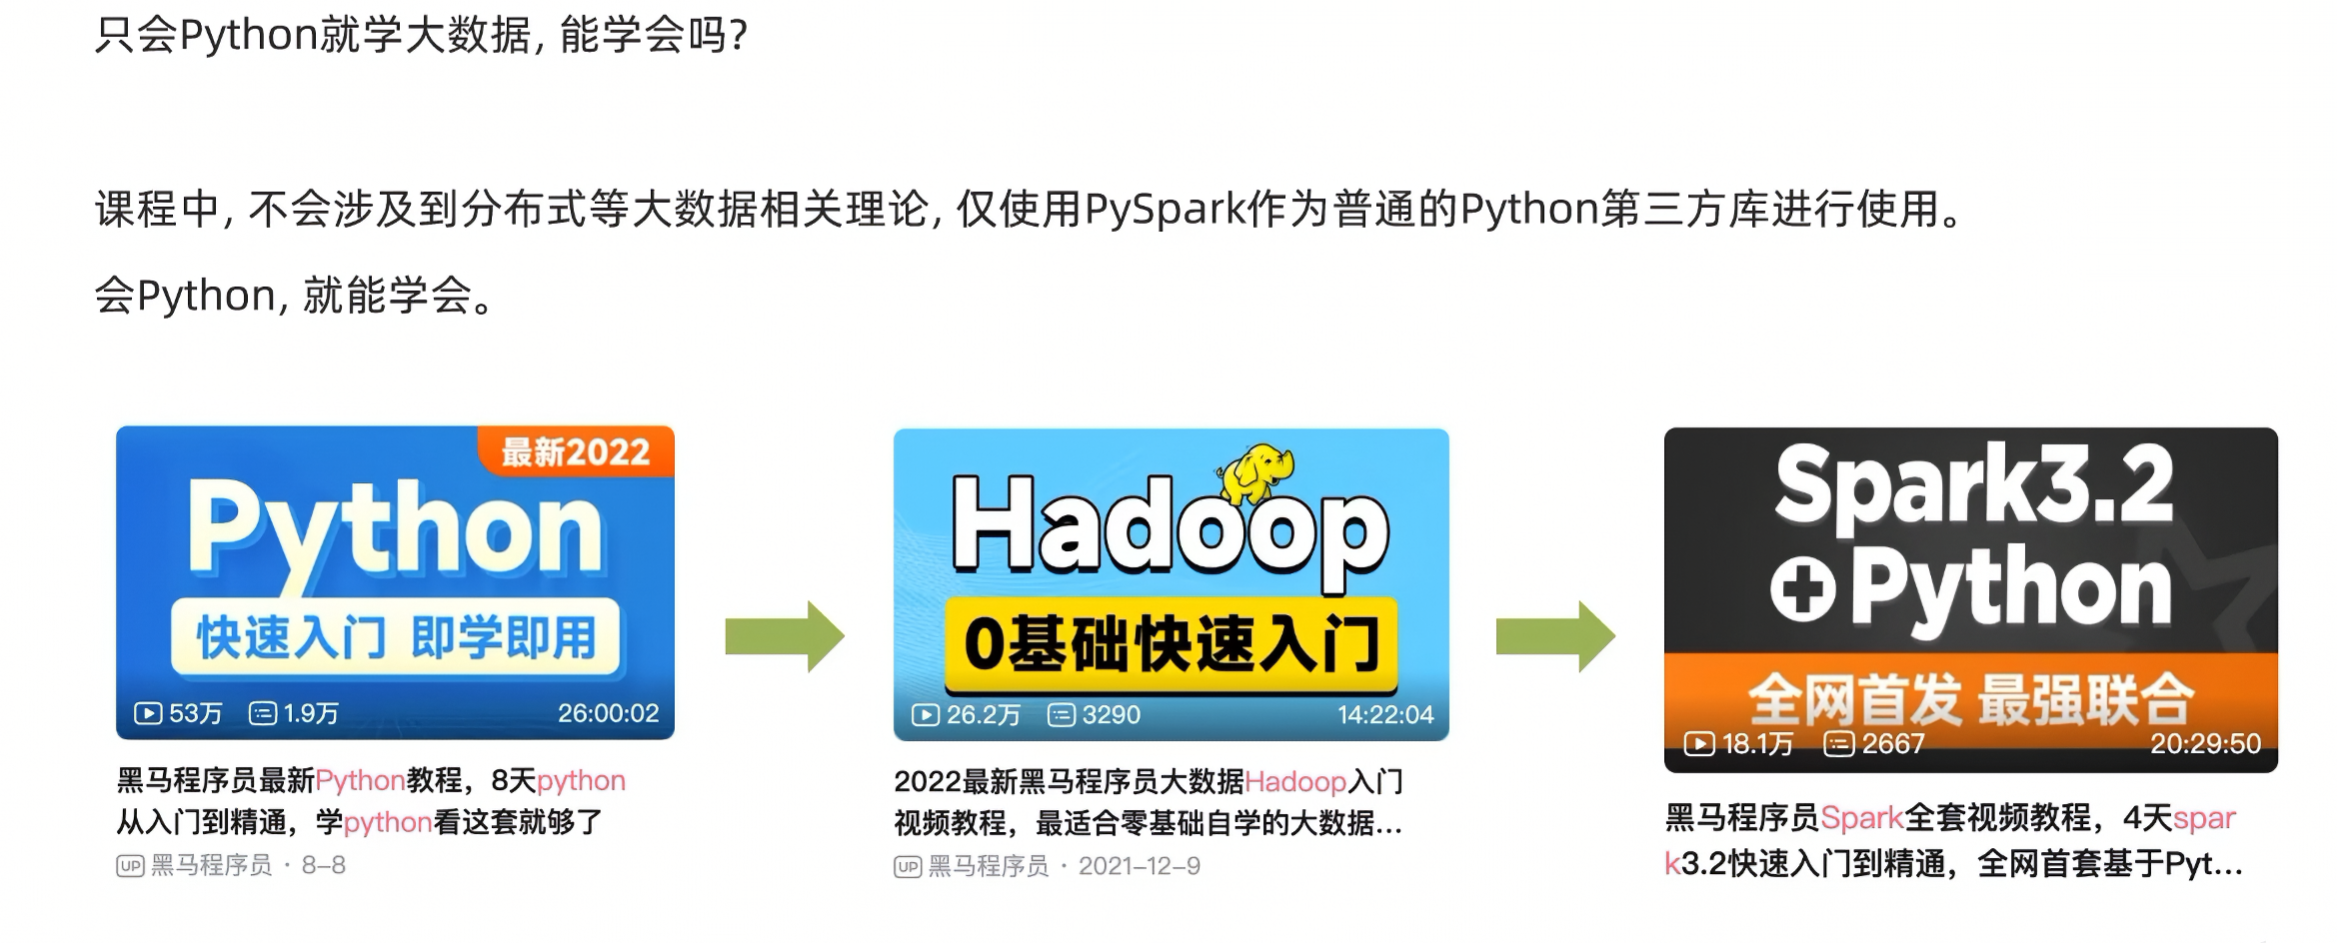 只会Python就学大数据, 能学会吗?
课程中, 不会涉及到分布式等大数据相关理论, 仅使用PySpark作为普通的Python第三方库进行使用。
会Python, 就能学会。
最新2022
Python
快速入门 即学即用
53万 1.9万 26:00:02
黑马程序员最新Python教程，8天python
从入门到精通，学python看这套就够了
UP 黑马程序员 · 8-8
Hadoop
0基础快速入门
26.2万 3290 14:22:04
2022最新黑马程序员大数据Hadoop入门
视频教程，最适合零基础自学的大数据...
UP 黑马程序员 · 2021-12-9
Spark3.2
+Python
全网首发 最强联合
18.1万 2667 20:29:50
黑马程序员Spark全套视频教程，4天spar
k3.2快速入门到精通，全网首套基于Pyt...